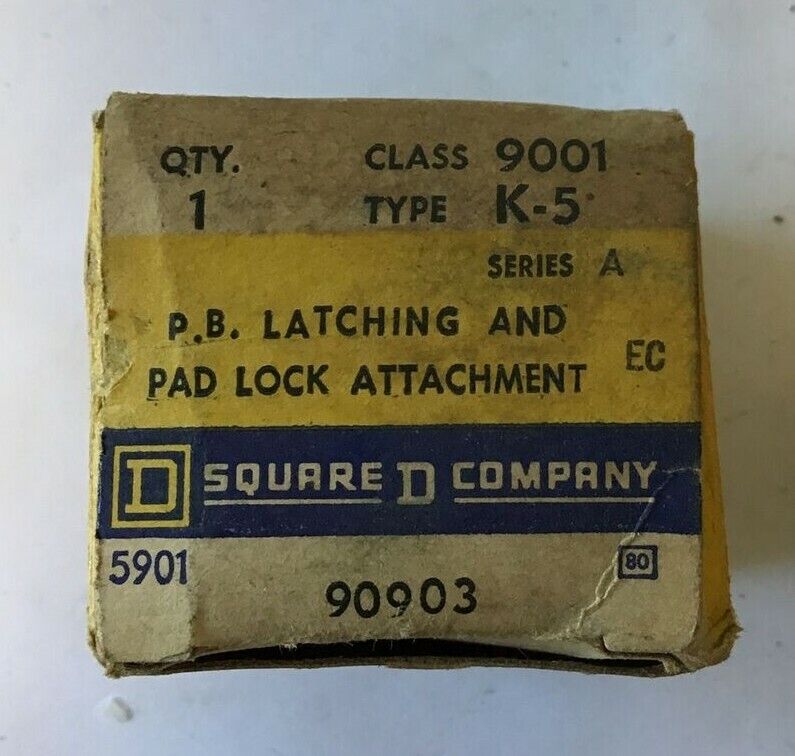 QTY. CLASS 9001
1 TYPE K-5
SERIES A
P.B. LATCHING AND
PAD LOCK ATTACHMENT EC
D SQUARE D COMPANY
5901 80
90903